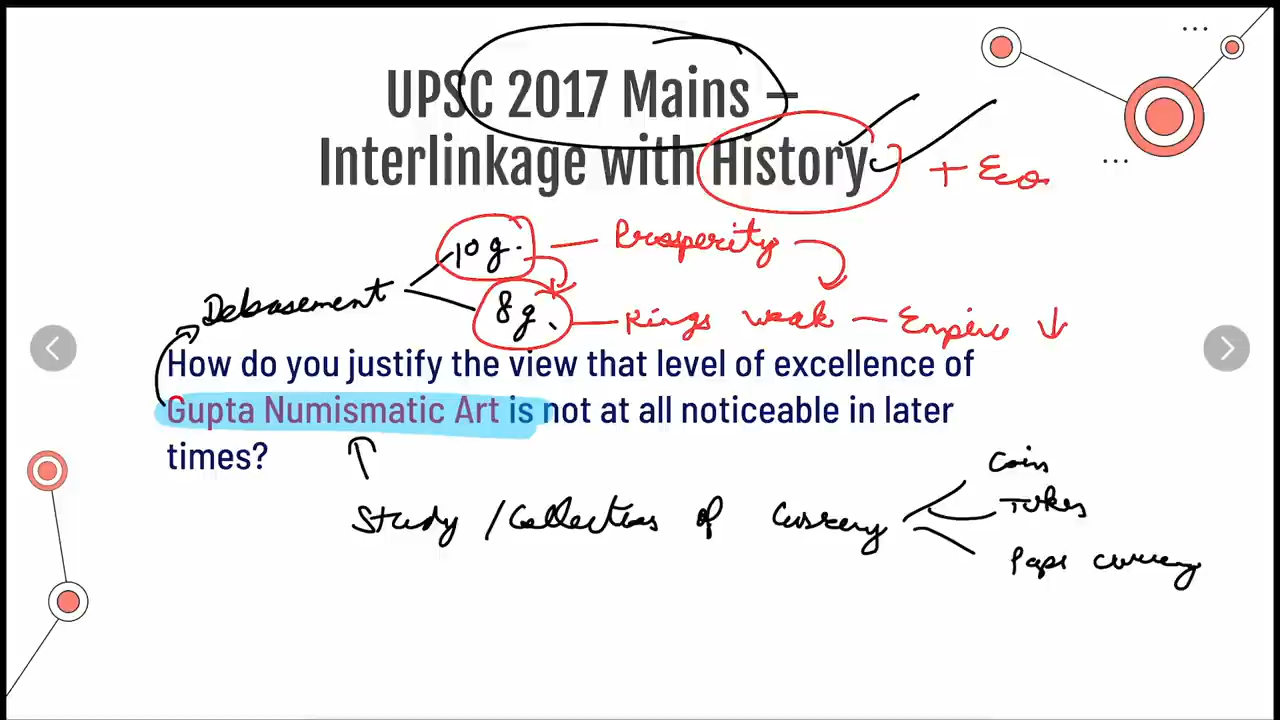 UPSC 2017 Mains –
Interlinkage with History
+ Eco
10 g. — Prosperity
Debasement
8 g. — Kings weak — Empire ↓
How do you justify the view that level of excellence of
Gupta Numismatic Art is not at all noticeable in later
times?
Coins
Study / Collection of currency
Tokes
Pape currency